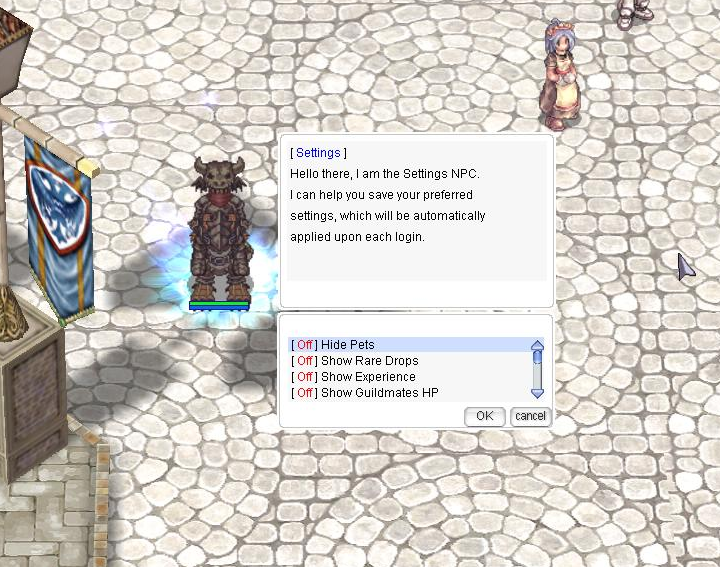 [ Settings ]
Hello there, I am the Settings NPC.
I can help you save your preferred
settings, which will be automatically
applied upon each login.
[ Off ] Hide Pets
[ Off ] Show Rare Drops
[ Off ] Show Experience
[ Off ] Show Guildmates HP
OK cancel